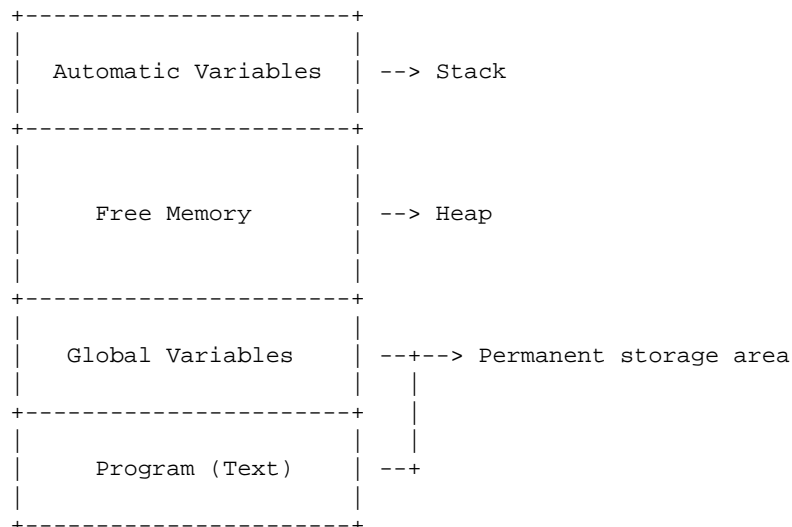 Automatic Variables --> Stack
Free Memory --> Heap
Global Variables --+--> Permanent storage area
Program (Text) --+